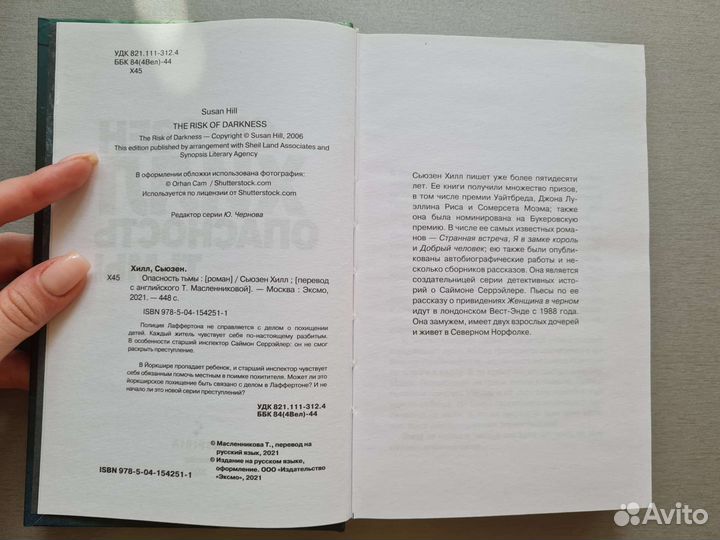 УДК 821.111-312.4
ББК 84(4Вел)-44
Х45
Susan Hill
THE RISK OF DARKNESS
The Risk of Darkness — Copyright © Susan Hill, 2006
This edition published by arrangement with Sheil Land Associates and
Synopsis Literary Agency
В оформлении обложки использована фотография:
© Orhan Cam / Shutterstock.com
Используется по лицензии от Shutterstock.com
Редактор серии Ю. Чернова
Хилл, Сьюзен.
Х45 Опасность тьмы : [роман] / Сьюзен Хилл ; [перевод
с английского Т. Масленниковой]. — Москва : Эксмо,
2021. — 448 с.
ISBN 978-5-04-154251-1
Полиция Лаффертона не справляется с делом о похищении
детей. Каждый житель чувствует себя по-настоящему разбитым.
В особенности старший инспектор Саймон Серрэйлер: он не смог
раскрыть преступление.
В Йоркшире пропадает ребенок, и старший инспектор чувствует
себя обязанным помочь местным в поимке похитителя. Может ли это
йоркширское похищение быть связано с делом в Лаффертоне? И не
начало ли это новой серии преступлений?
УДК 821.111-312.4
ББК 84(4Вел)-44
© Масленникова Т., перевод на
русский язык, 2021
© Издание на русском языке,
оформление. ООО «Издательство
«Эксмо», 2021
ISBN 978-5-04-154251-1
Сьюзен Хилл пишет уже более пятидесяти
лет. Ее книги получили множество призов,
в том числе премии Уайтбреда, Джона Лу-
эллина Риса и Сомерсета Моэма; также
она была номинирована на Букеровскую
премию. В числе ее самых известных рома-
нов — Странная встреча, Я в замке король
и Добрый человек; ею также были опу-
бликованы автобиографические работы и не-
сколько сборников рассказов. Она является
создательницей серии детективных историй
о Саймоне Серрэйлере. Пьесы по ее
рассказу о привидениях Женщина в черном
идут в лондонском Вест-Энде с 1988 года.
Она замужем, имеет двух взрослых дочерей
и живет в Северном Норфолке.
Avito